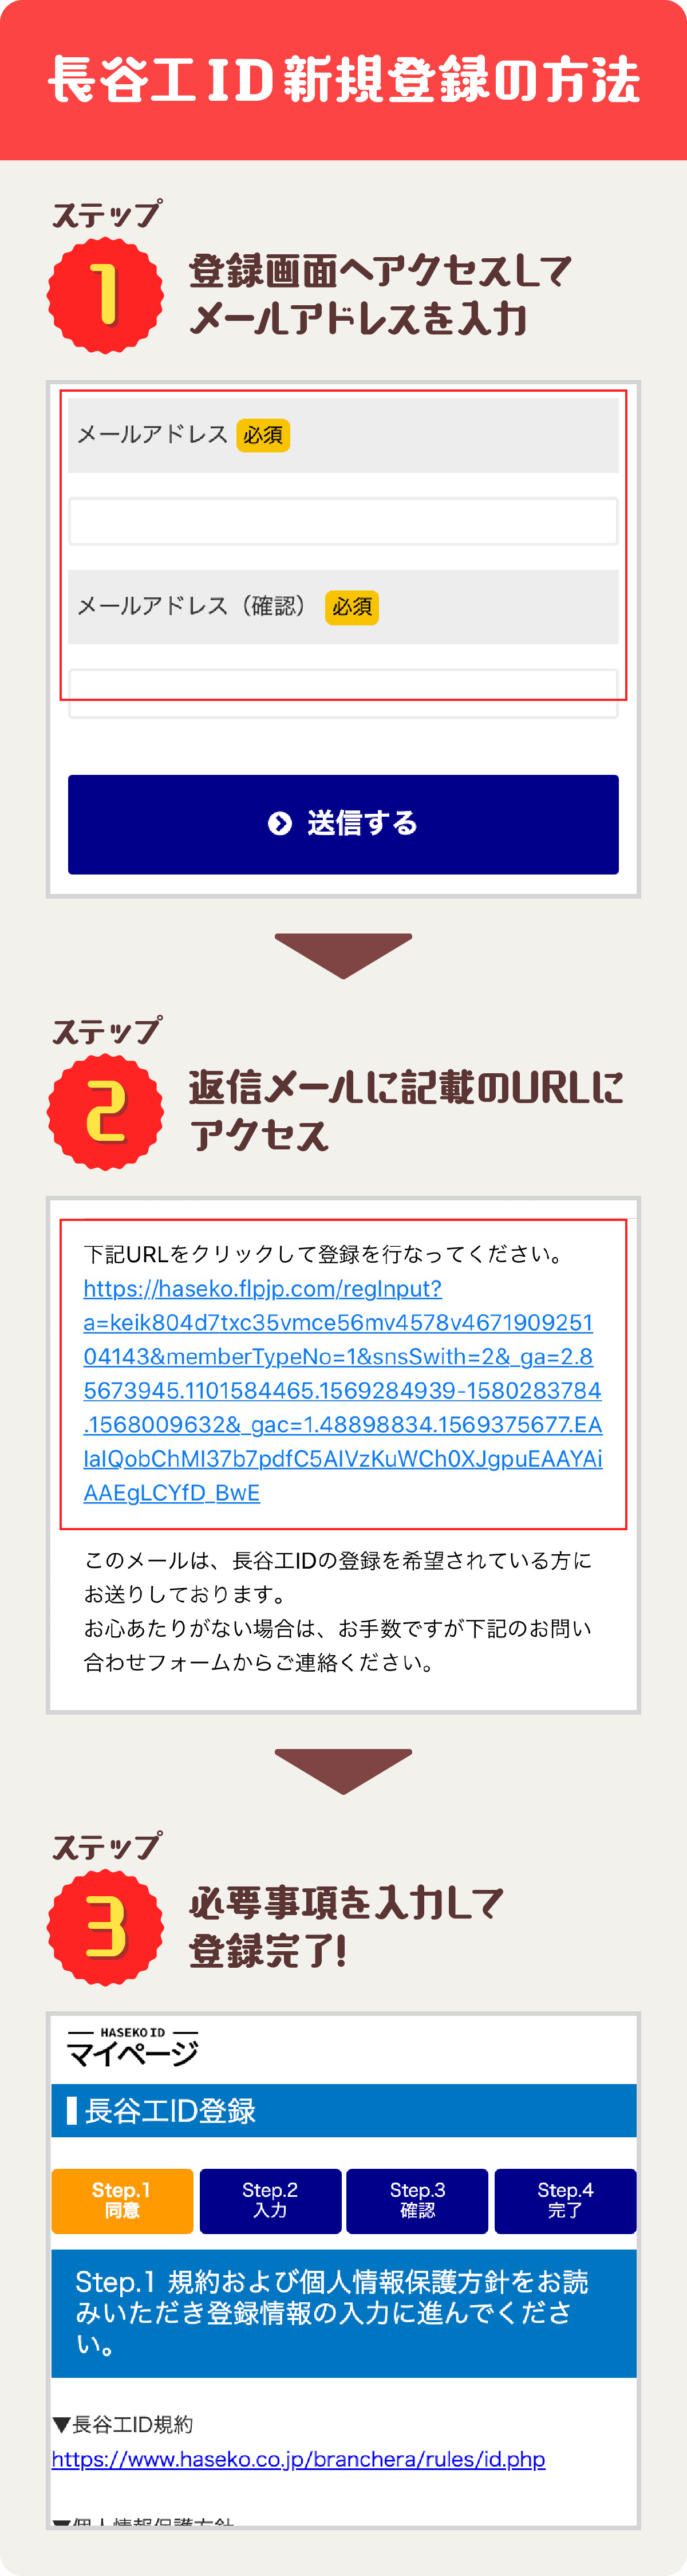 長谷工ID新規登録の方法
ステップ
1
登録画面へアクセスして
メールアドレスを入力
メールアドレス 必須
メールアドレス（確認） 必須
送信する
ステップ
2
返信メールに記載のURLに
アクセス
下記URLをクリックして登録を行なってください。
https://haseko.flpjp.com/regInput?
a=keik804d7txc35vmce56mv4578v4671909251
04143&memberTypeNo=1&snsSwith=2&_ga=2.8
5673945.1101584465.1569284939-1580283784
.1568009632&_gac=1.48898834.1569375677.EA
IaIQobChMI37b7pdfC5AIVzKuWCh0XJgpuEAAYAi
AAEgLCYfD_BwE
このメールは、長谷工IDの登録を希望されている方に
お送りしております。
お心あたりがない場合は、お手数ですが下記のお問い
合わせフォームからご連絡ください。
ステップ
3
必要事項を入力して
登録完了!
HASEKO ID
マイページ
長谷工ID登録
Step.1 Step.2 Step.3 Step.4
同意 入力 確認 完了
Step.1 規約および個人情報保護方針をお読
みいただき登録情報の入力に進んでくださ
い。
▼長谷工ID規約
https://www.haseko.co.jp/branchera/rules/id.php
▼個人情報保護方針